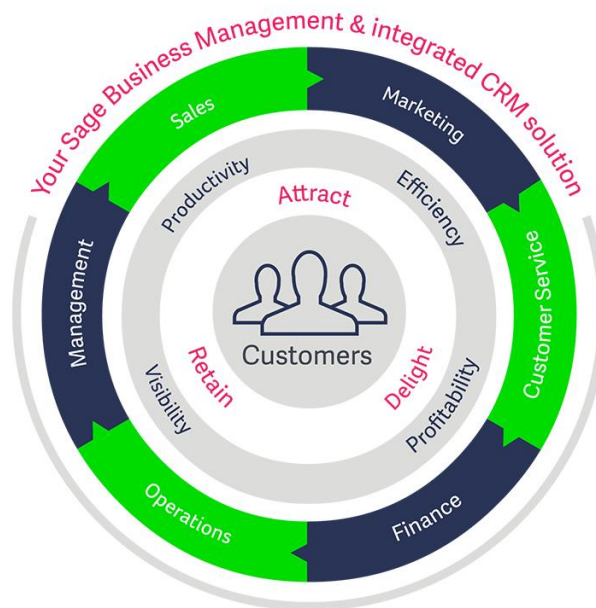 Your Sage Business Management & integrated CRM solution
Sales
Marketing
Customer Service
Finance
Operations
Management
Productivity
Efficiency
Profitability
Visibility
Attract
Delight
Retain
Customers